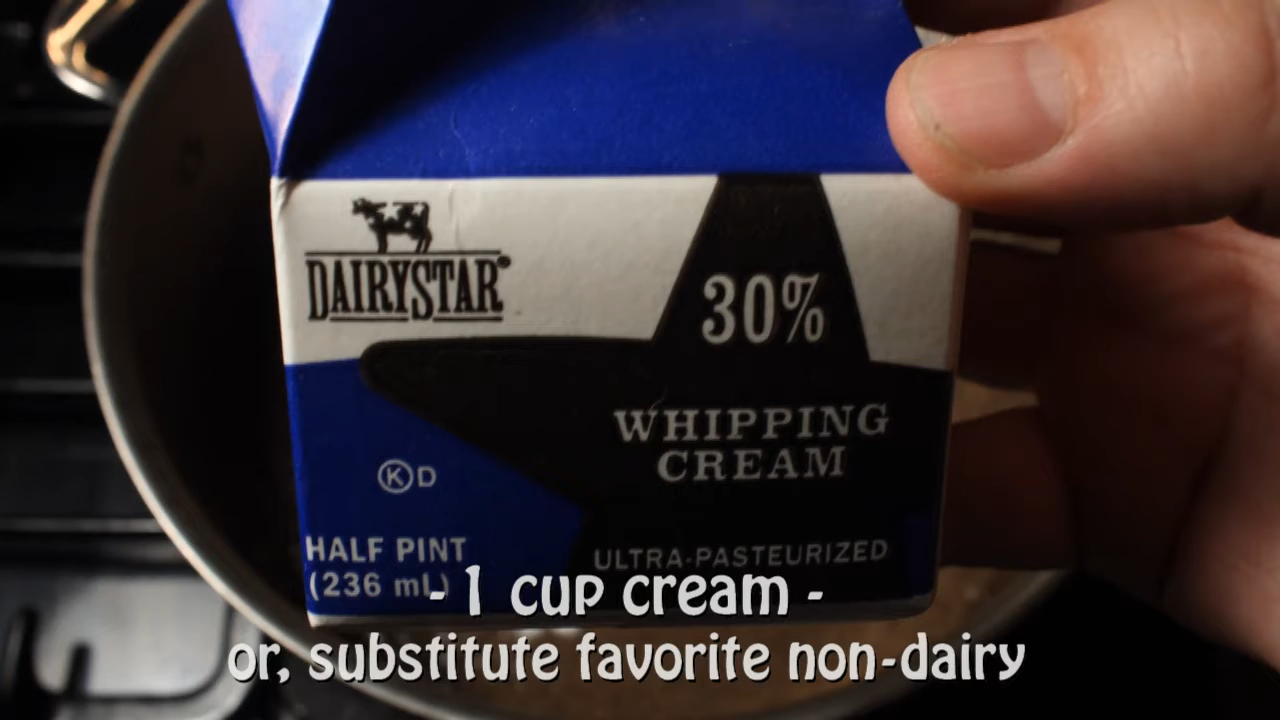 DAIRYSTAR®
30%
WHIPPING
CREAM
ⓀD
HALF PINT
(236 mL)
ULTRA-PASTEURIZED
- 1 cup cream -
or, substitute favorite non-dairy